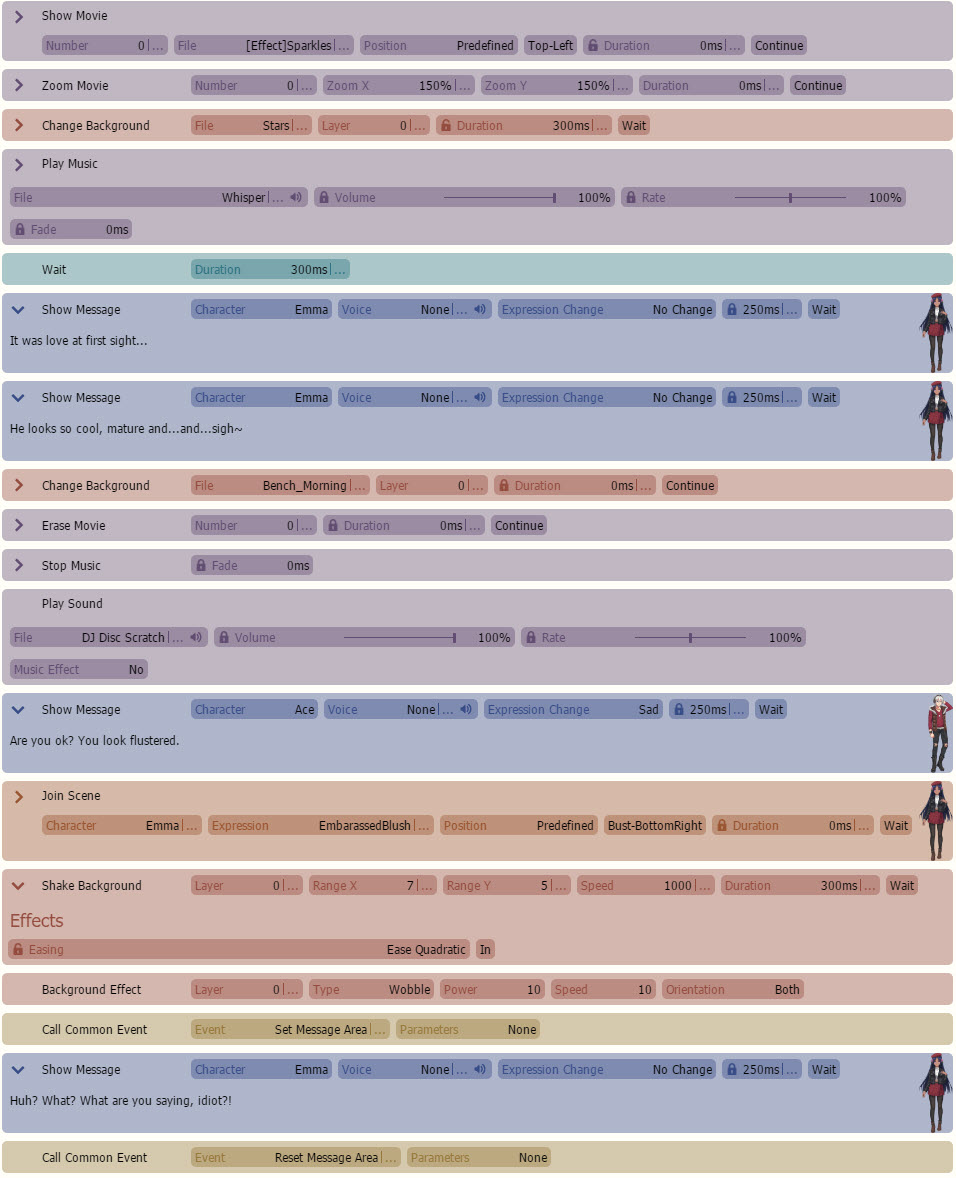 Show Movie
Number 0|... File [Effect]Sparkles|... Position Predefined Top-Left Duration 0ms|... Continue
Zoom Movie Number 0|... Zoom X 150%|... Zoom Y 150%|... Duration 0ms|... Continue
Change Background File Stars|... Layer 0|... Duration 300ms|... Wait
Play Music
File Whisper|... Volume 100% Rate 100%
Fade 0ms
Wait Duration 300ms|...
Show Message Character Emma Voice None|... Expression Change No Change 250ms|... Wait
It was love at first sight...
Show Message Character Emma Voice None|... Expression Change No Change 250ms|... Wait
He looks so cool, mature and...and...sigh~
Change Background File Bench_Morning|... Layer 0|... Duration 0ms|... Continue
Erase Movie Number 0|... Duration 0ms|... Continue
Stop Music Fade 0ms
Play Sound
File DJ Disc Scratch|... Volume 100% Rate 100%
Music Effect No
Show Message Character Ace Voice None|... Expression Change Sad 250ms|... Wait
Are you ok? You look flustered.
Join Scene
Character Emma|... Expression EmbarassedBlush|... Position Predefined Bust-BottomRight Duration 0ms|... Wait
Shake Background Layer 0|... Range X 7|... Range Y 5|... Speed 1000|... Duration 300ms|... Wait
Effects
Easing Ease Quadratic In
Background Effect Layer 0|... Type Wobble Power 10 Speed 10 Orientation Both
Call Common Event Event Set Message Area|... Parameters None
Show Message Character Emma Voice None|... Expression Change No Change 250ms|... Wait
Huh? What? What are you saying, idiot?!
Call Common Event Event Reset Message Area|... Parameters None